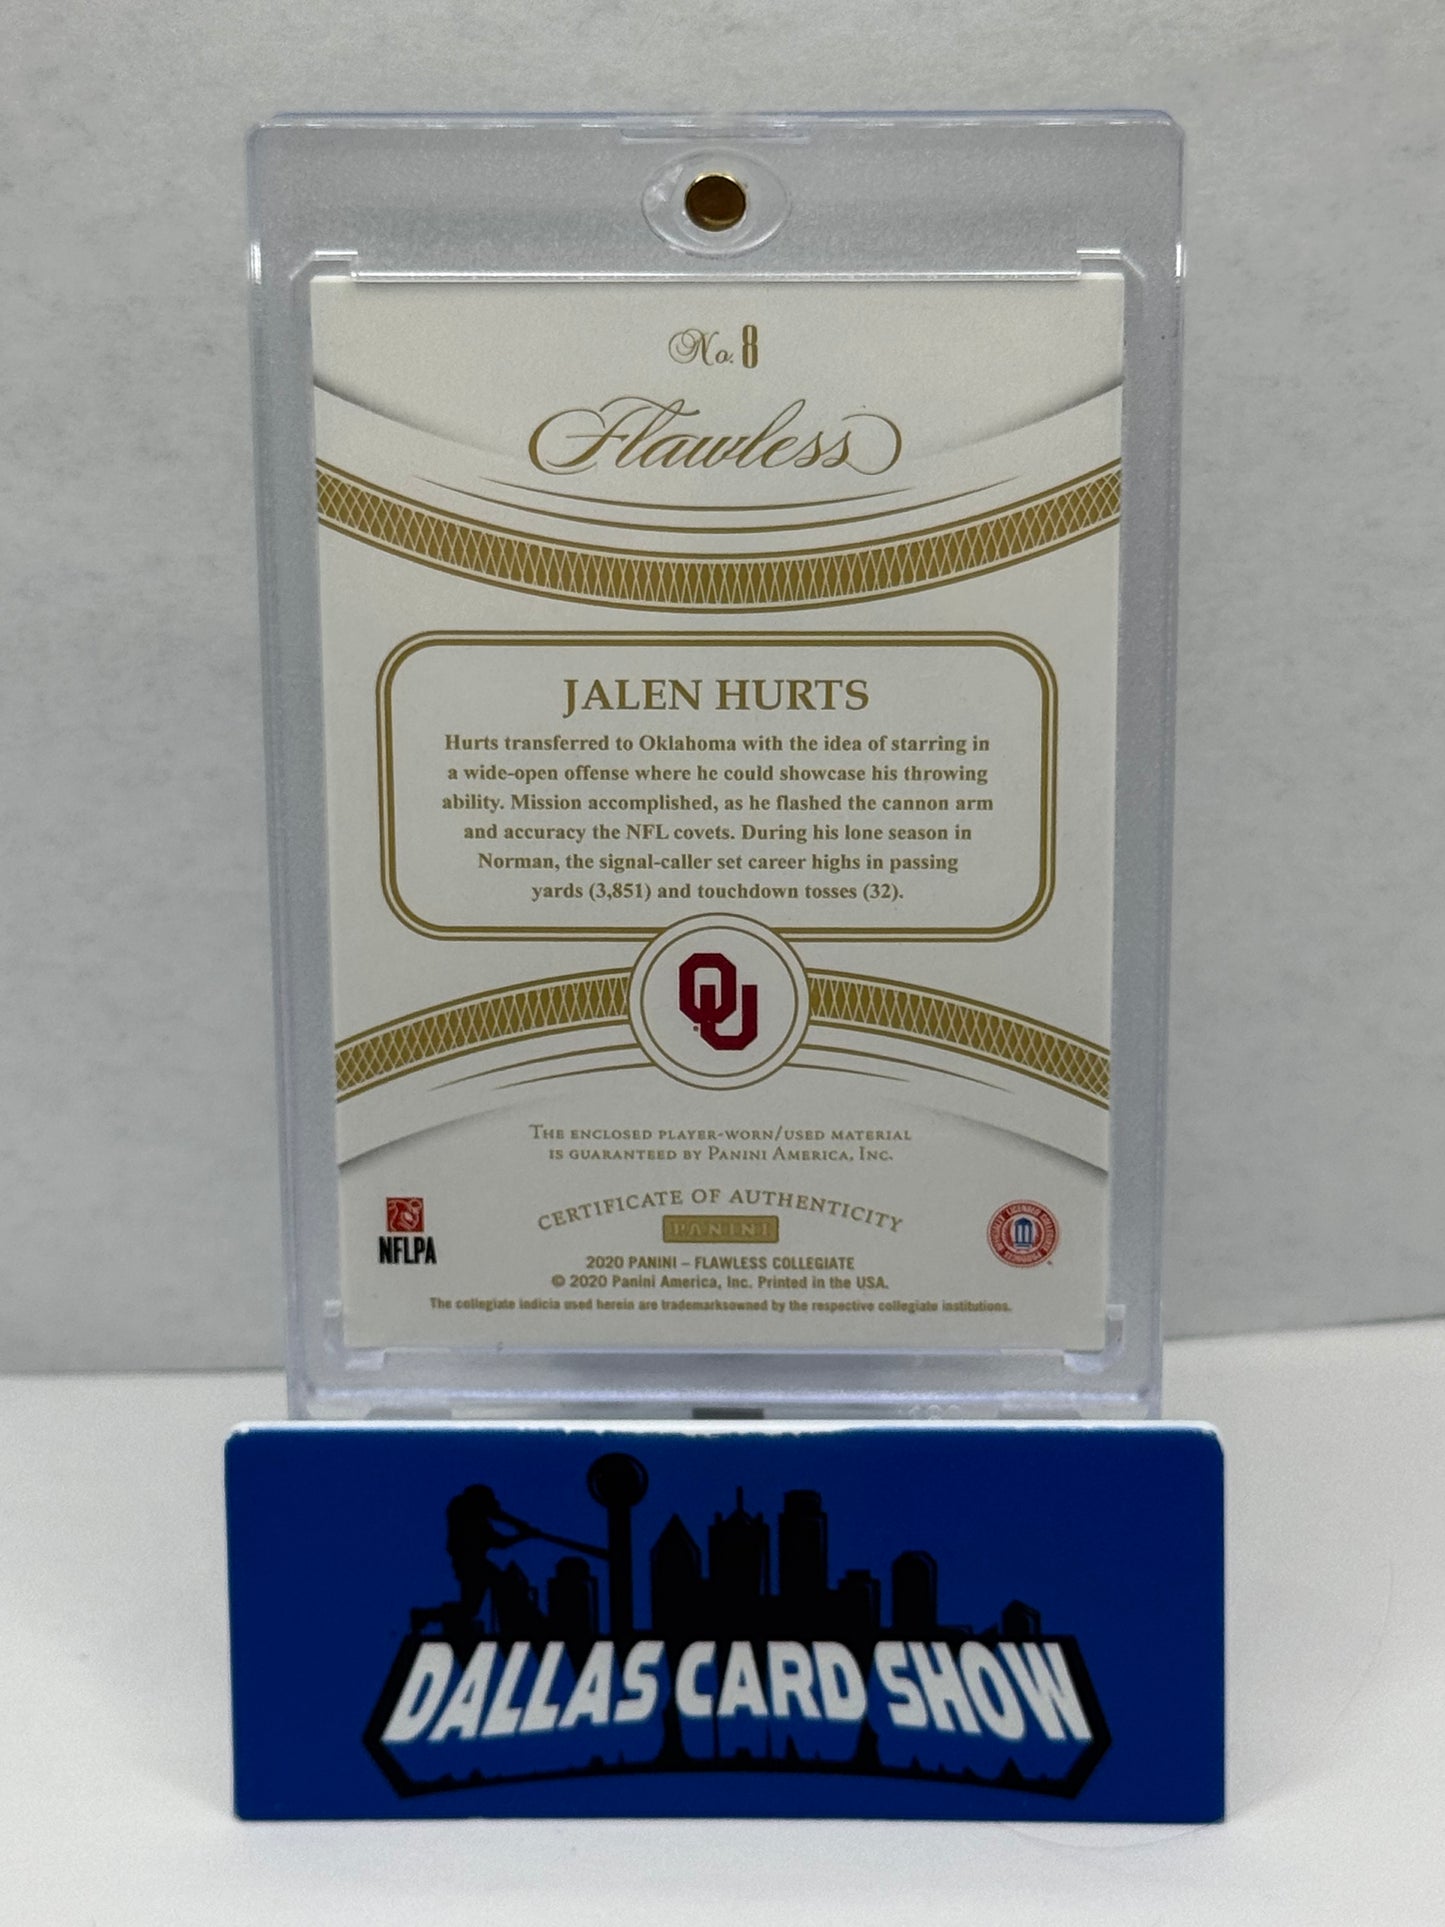 No. 8
Flawless
JALEN HURTS
Hurts transferred to Oklahoma with the idea of starring in
a wide-open offense where he could showcase his throwing
ability. Mission accomplished, as he flashed the cannon arm
and accuracy the NFL covets. During his lone season in
Norman, the signal-caller set career highs in passing
yards (3,851) and touchdown tosses (32).
OU
THE ENCLOSED PLAYER-WORN/USED MATERIAL
IS GUARANTEED BY PANINI AMERICA, INC.
CERTIFICATE OF AUTHENTICITY
PANINI
NFLPA
OFFICIALLY LICENSED COLLEGIATE PRODUCTS
2020 PANINI – FLAWLESS COLLEGIATE
© 2020 Panini America, Inc. Printed in the USA.
The collegiate indicia used herein are trademarksowned by the respective collegiate institutions.
DALLAS CARD SHOW